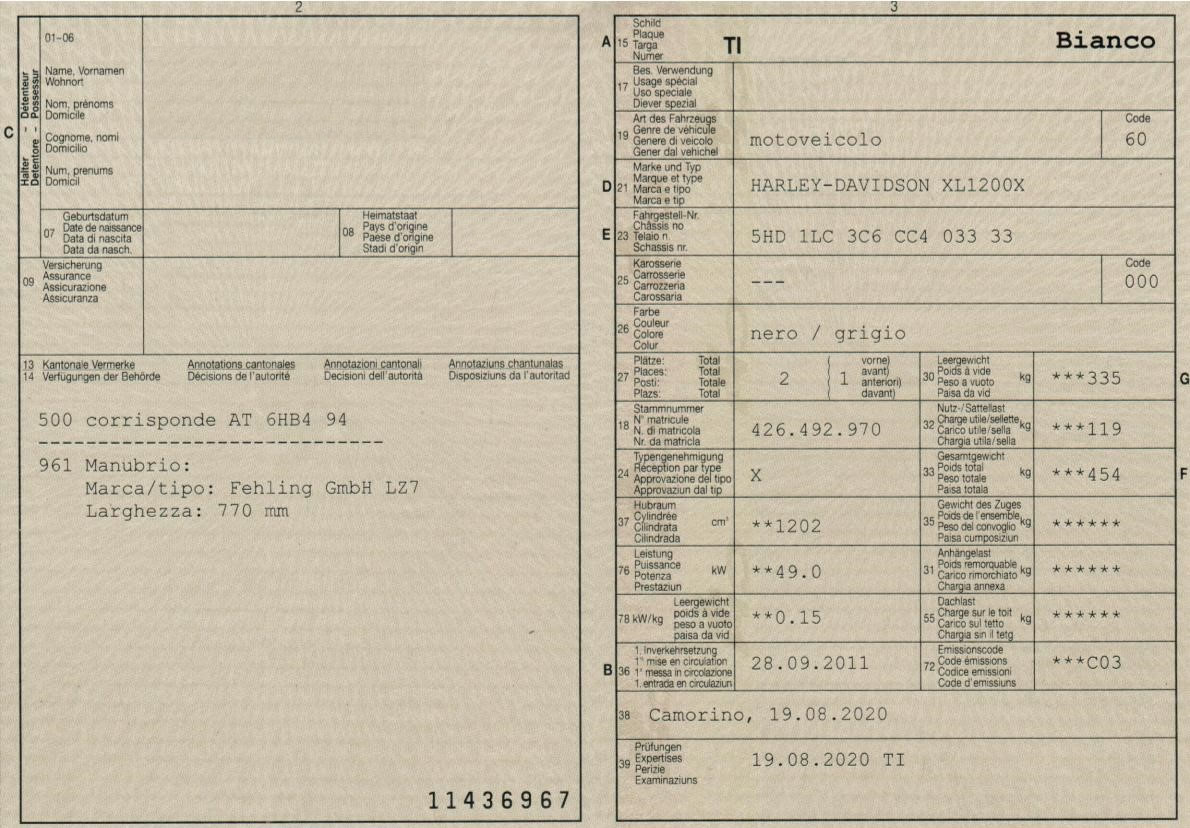 2
01-06
Halter - Détenteur
Detentore - Possessur
C
Name, Vornamen
Wohnort
Nom, prénoms
Domicile
Cognome, nomi
Domicilio
Num, prenums
Domicil
07
Geburtsdatum
Date de naissance
Data di nascita
Data da nasch.
08
Heimatstaat
Pays d'origine
Paese d'origine
Stadi d'origin
09
Versicherung
Assurance
Assicurazione
Assicuranza
13 Kantonale Vermerke Annotations cantonales Annotazioni cantonali Annotaziuns chantunalas
14 Verfügungen der Behörde Décisions de l'autorité Decisioni dell'autorità Disposiziuns da l'autoritad
500 corrisponde AT 6HB4 94
-----------------------------
961 Manubrio:
Marca/tipo: Fehling GmbH LZ7
Larghezza: 770 mm
11436967
3
A 15
Schild
Plaque
Targa
Numer
TI Bianco
17
Bes. Verwendung
Usage spécial
Uso speciale
Diever spezial
19
Art des Fahrzeugs
Genre de véhicule
Genere di veicolo
Gener dal vehichel
motoveicolo
Code
60
D 21
Marke und Typ
Marque et type
Marca e tipo
Marca e tip
HARLEY-DAVIDSON XL1200X
E 23
Fahrgestell-Nr.
Châssis no
Telaio n.
Schassis nr.
5HD 1LC 3C6 CC4 033 33
25
Karosserie
Carrosserie
Carrozzeria
Carossaria
---
Code
000
26
Farbe
Couleur
Colore
Colur
nero / grigio
27
Plätze: Total ( vorne)
Places: Total avant)
Posti: Totale anteriori)
Plazs: Total davant)
2 1
30 kg
Leergewicht
Poids à vide
Peso a vuoto
Paisa da vid
***335
G
18
Stammnummer
N° matricule
N. di matricola
Nr. da matricla
426.492.970
32 kg
Nutz-/Sattellast
Charge utile/sellette
Carico utile/sella
Chargia utila/sella
***119
24
Typengenehmigung
Réception par type
Approvazione del tipo
Approvaziun dal tip
X
33 kg
Gesamtgewicht
Poids total
Peso totale
Paisa totala
***454
F
37 cm³
Hubraum
Cylindrée
Cilindrata
Cilindrada
**1202
35 kg
Gewicht des Zuges
Poids de l'ensemble
Peso del convoglio
Paisa cumposiziun
******
76 kW
Leistung
Puissance
Potenza
Prestaziun
**49.0
31 kg
Anhängelast
Poids remorquable
Carico rimorchiato
Chargia annexa
******
78 kW/kg
Leergewicht
poids à vide
peso a vuoto
paisa da vid
**0.15
55 kg
Dachlast
Charge sur le toit
Carico sul tetto
Chargia sin il tetg
******
B 36
1. Inverkehrsetzung
1re mise en circulation
1a messa in circolazione
1. entrada en circulaziun
28.09.2011
72
Emissionscode
Code émissions
Codice emissioni
Code d'emissiuns
***C03
38 Camorino, 19.08.2020
39
Prüfungen
Expertises
Perizie
Examinaziuns
19.08.2020 TI